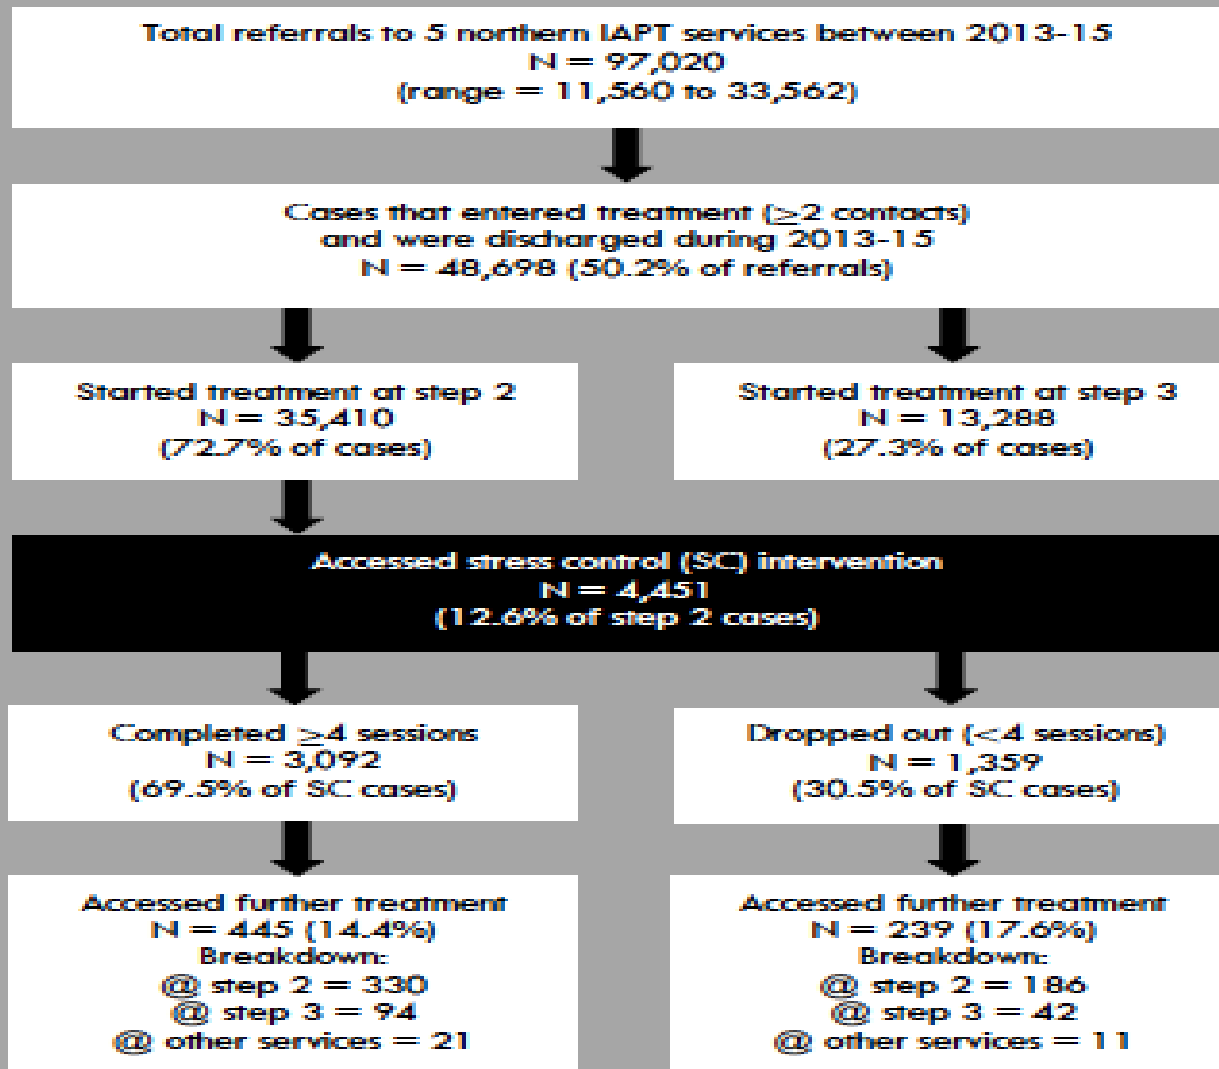 Total referrals to 5 northern IAPT services between 2013-15
N = 97,020
(range = 11,560 to 33,562)
Cases that entered treatment (≥2 contacts)
and were discharged during 2013-15
N = 48,698 (50.2% of referrals)
Started treatment at step 2
N = 35,410
(72.7% of cases)
Started treatment at step 3
N = 13,288
(27.3% of cases)
Accessed stress control (SC) intervention
N = 4,451
(12.6% of step 2 cases)
Completed ≥4 sessions
N = 3,092
(69.5% of SC cases)
Dropped out (<4 sessions)
N = 1,359
(30.5% of SC cases)
Accessed further treatment
N = 445 (14.4%)
Breakdown:
@ step 2 = 330
@ step 3 = 94
@ other services = 21
Accessed further treatment
N = 239 (17.6%)
Breakdown:
@ step 2 = 186
@ step 3 = 42
@ other services = 11